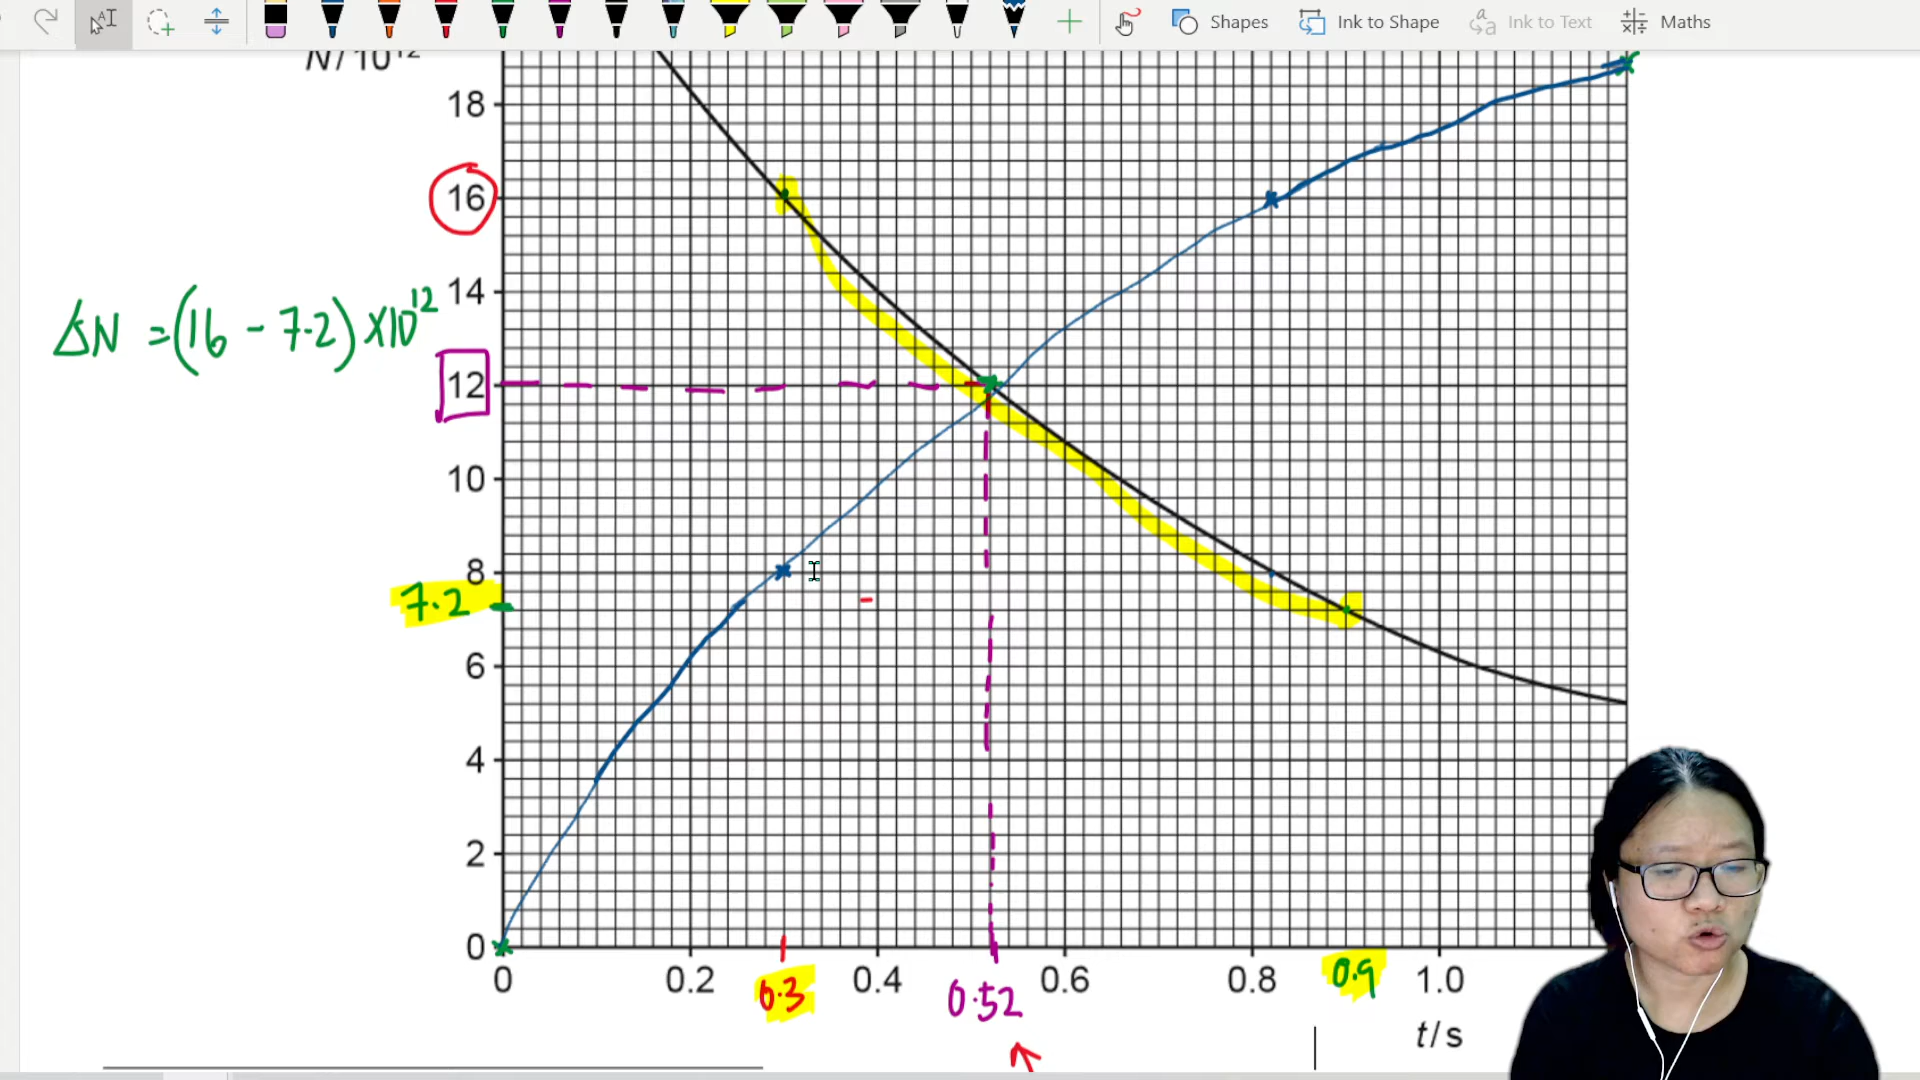 Shapes
Ink to Shape
Ink to Text
Maths
N / 10¹²
18
16
14
ΔN = (16 - 7.2) × 10¹²
12
10
8
7.2
6
4
2
0
0 0.2 0.3 0.4 0.52 0.6 0.8 0.9 1.0
t / s